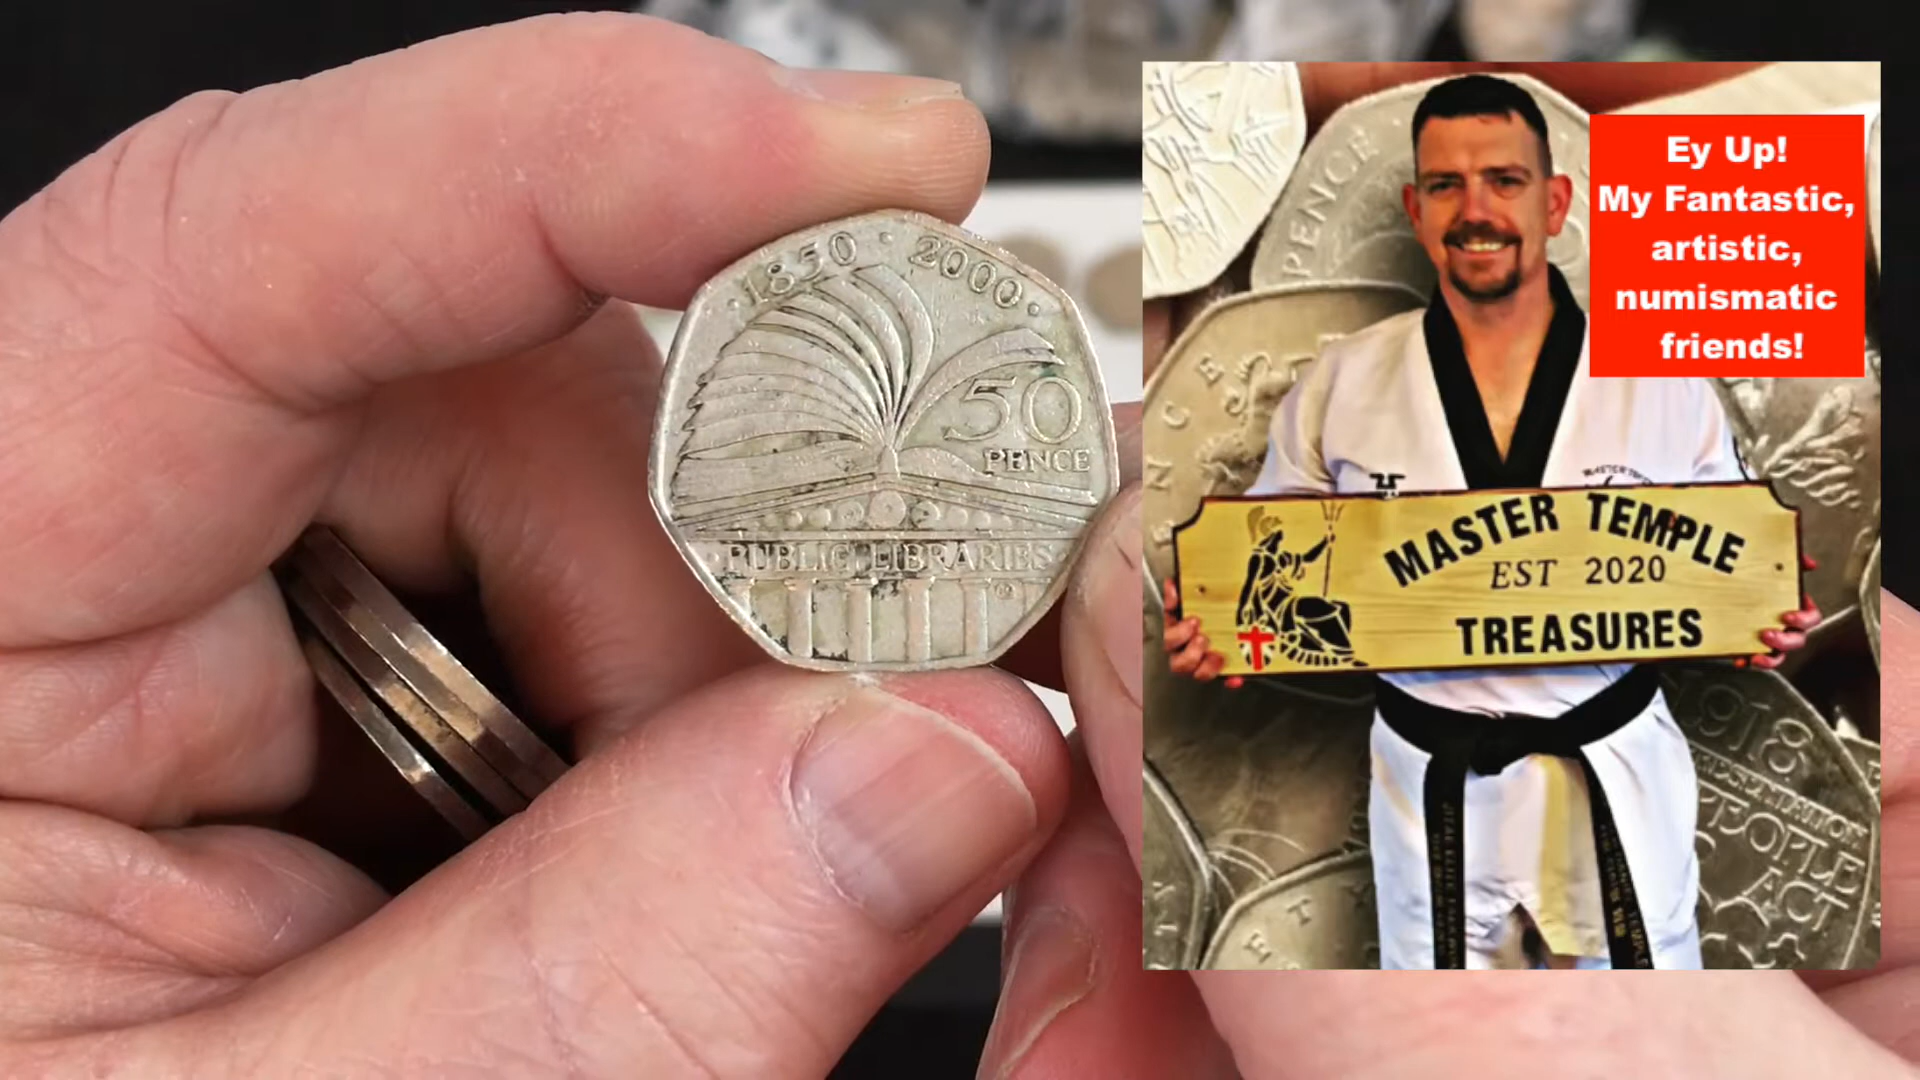 1850 · 2000
50
PENCE
PUBLIC LIBRARIES
Ey Up!
My Fantastic,
artistic,
numismatic
friends!
PENCE
MASTER TEMPLE
EST 2020
TREASURES
1918
REPRESENTATION
PEOPLE
ACT